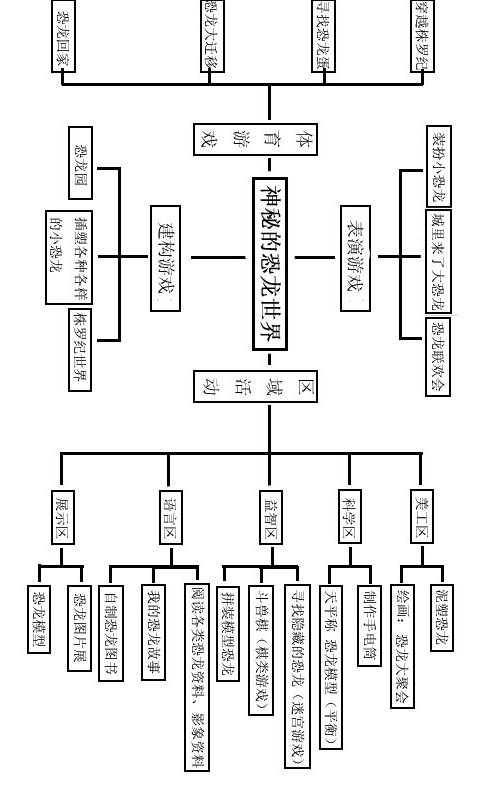 恐龙回家
恐龙大迁移
寻找恐龙蛋
穿越株罗纪
体育游戏
恐龙园
插塑各种各样
的小恐龙
株罗纪世界
建构游戏
神秘的恐龙世界
表演游戏
装扮小恐龙
城里来了大恐龙
恐龙联欢会
区域活动
展示区
语言区
益智区
科学区
美工区
恐龙模型
恐龙图片展
自制恐龙图书
我的恐龙故事
阅读各类恐龙资料、影象资料
拼装模型恐龙
斗兽棋（棋类游戏）
寻找隐藏的恐龙（迷宫游戏）
天平称 恐龙模型（平衡）
制作手电筒
绘画：恐龙大聚会
泥塑恐龙